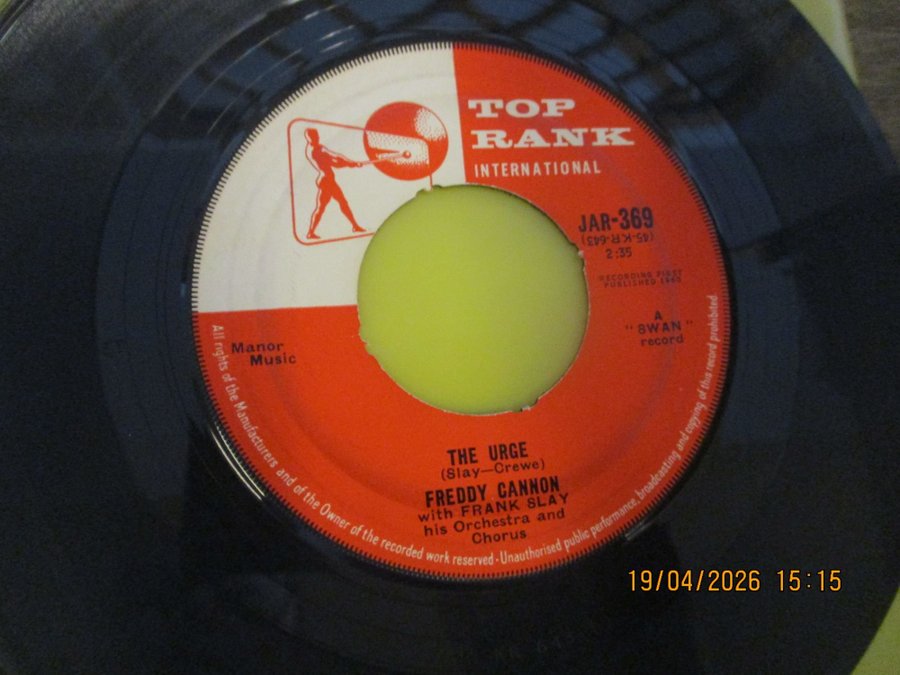 TOP
RANK
INTERNATIONAL
JAR-369
(45-KR-643)
2:35
RECORDING FIRST
PUBLISHED 1960
A
"SWAN"
record
Manor
Music
THE URGE
(Slay—Crewe)
FREDDY CANNON
with FRANK SLAY
his Orchestra and
Chorus
All rights of the Manufacturers and of the Owner of the recorded work reserved - Unauthorised public performance, broadcasting and copying of this record prohibited
19/04/2026 15:15